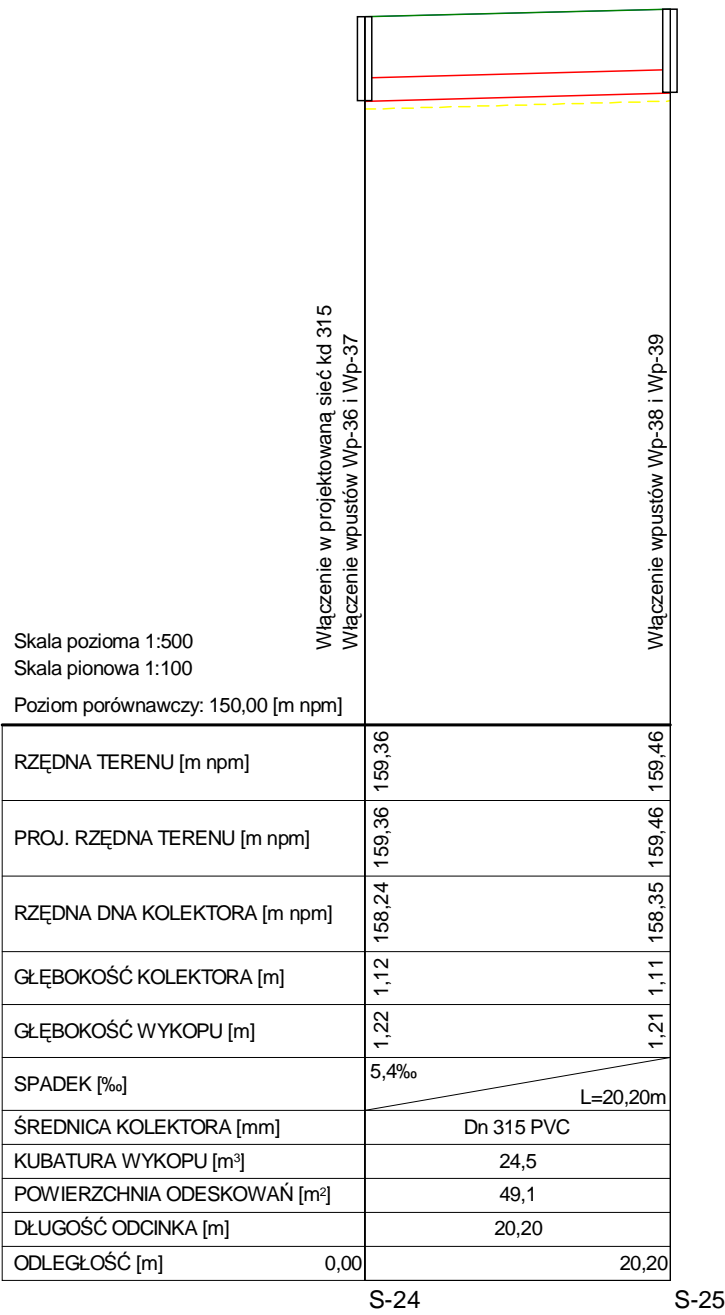 Włączenie w projektowaną sieć kd 315
Włączenie wpustów Wp-36 i Wp-37
Włączenie wpustów Wp-38 i Wp-39
Skala pozioma 1:500
Skala pionowa 1:100
Poziom porównawczy: 150,00 [m npm]
RZĘDNA TERENU [m npm] 159,36 159,46
PROJ. RZĘDNA TERENU [m npm] 159,36 159,46
RZĘDNA DNA KOLEKTORA [m npm] 158,24 158,35
GŁĘBOKOŚĆ KOLEKTORA [m] 1,12 1,11
GŁĘBOKOŚĆ WYKOPU [m] 1,22 1,21
SPADEK [‰] 5,4‰ L=20,20m
ŚREDNICA KOLEKTORA [mm] Dn 315 PVC
KUBATURA WYKOPU [m³] 24,5
POWIERZCHNIA ODESKOWAŃ [m²] 49,1
DŁUGOŚĆ ODCINKA [m] 20,20
ODLEGŁOŚĆ [m] 0,00 20,20
S-24 S-25